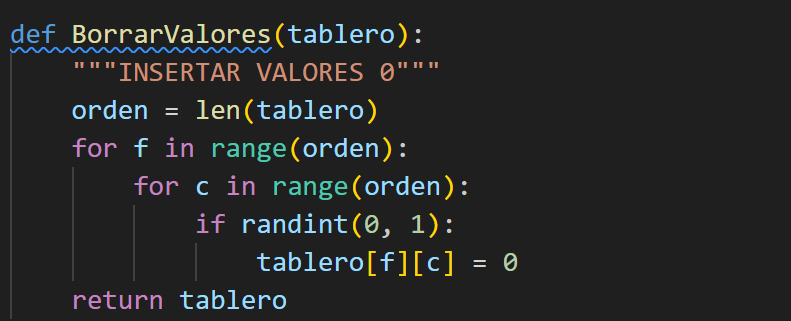 def BorrarValores(tablero):
    """INSERTAR VALORES 0"""
    orden = len(tablero)
    for f in range(orden):
        for c in range(orden):
            if randint(0, 1):
                tablero[f][c] = 0
    return tablero